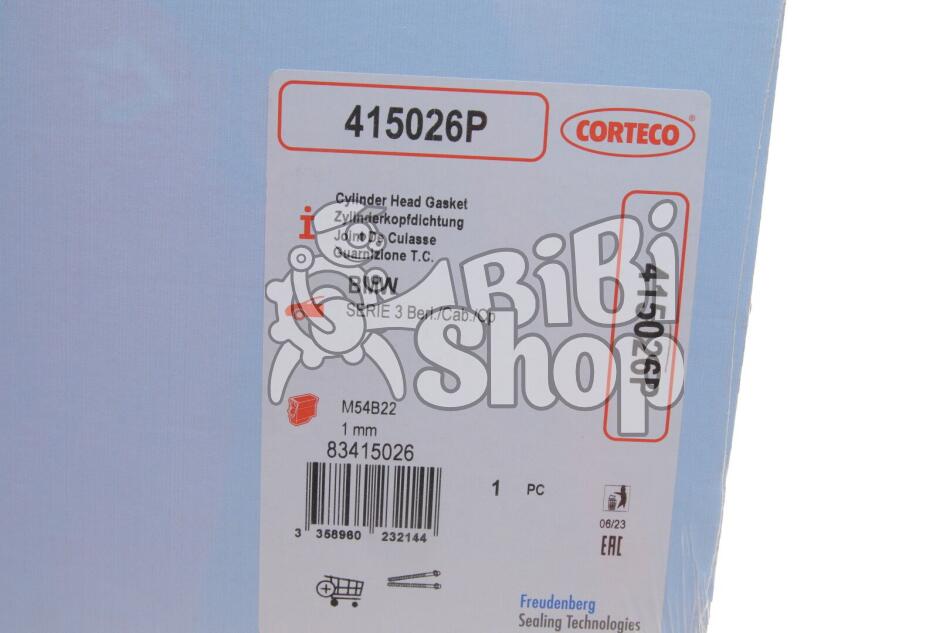 415026P
CORTECO®
Cylinder Head Gasket
Zylinderkopfdichtung
Joint De Culasse
Guarnizione T.C.
BMW
SERIE 3 Berl./Cab./Cp
BiBi
Shop
415026P
M54B22
1 mm
83415026
3 358960 232144
1 PC
06/23
EAC
Freudenberg
Sealing Technologies